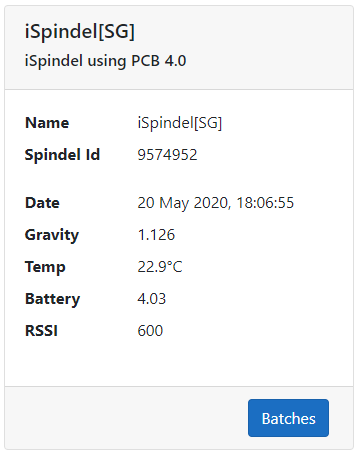 iSpindel[SG]
iSpindel using PCB 4.0
Name iSpindel[SG]
Spindel Id 9574952
Date 20 May 2020, 18:06:55
Gravity 1.126
Temp 22.9°C
Battery 4.03
RSSI 600
Batches